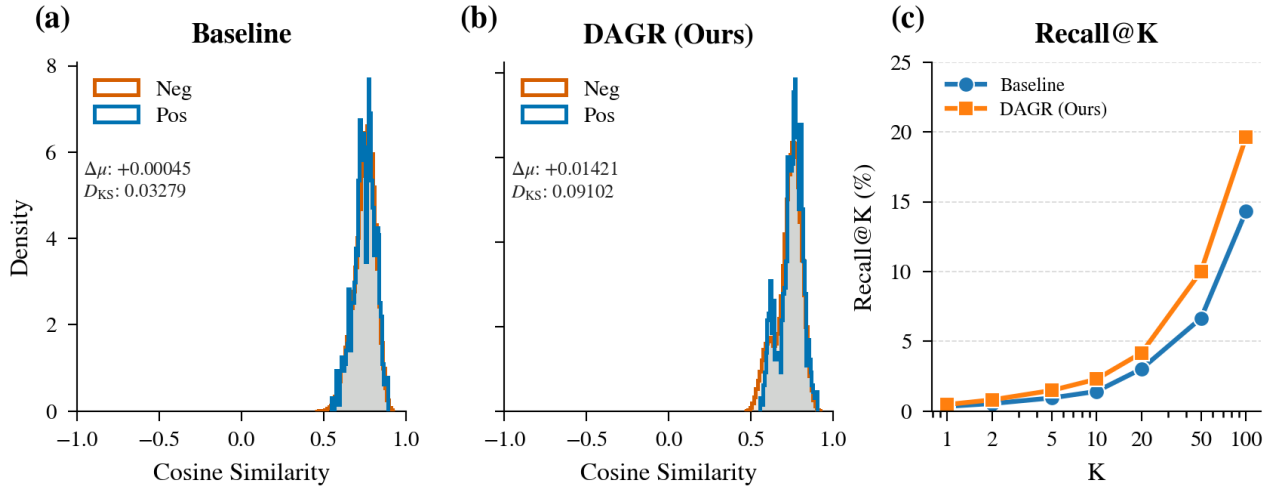 (a)
Baseline
8
6
4
2
0
Density
Neg
Pos
Δμ: +0.00045
D_KS: 0.03279
−1.0
−0.5
0.0
0.5
1.0
Cosine Similarity
(b)
DAGR (Ours)
Neg
Pos
Δμ: +0.01421
D_KS: 0.09102
−1.0
−0.5
0.0
0.5
1.0
Cosine Similarity
(c)
Recall@K
25
20
15
10
5
0
Recall@K (%)
Baseline
DAGR (Ours)
1
2
5
10
20
50
100
K